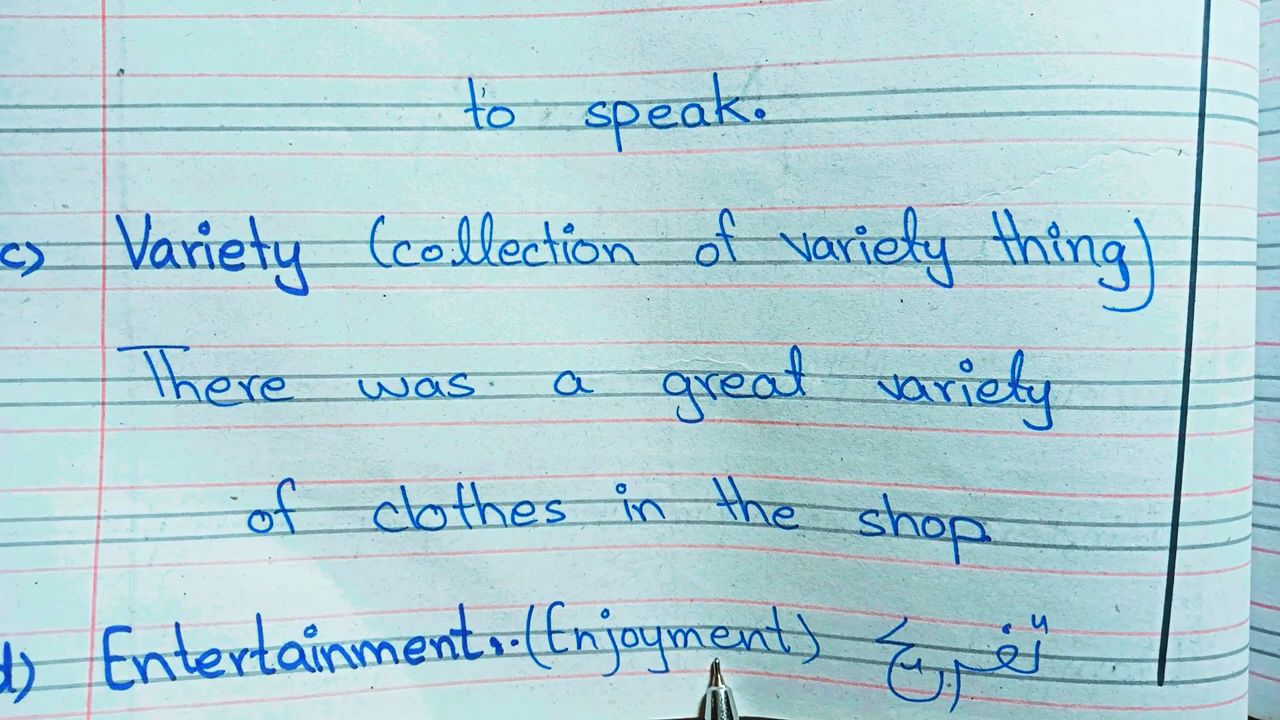 to speak.
c) Variety (collection of variety thing)
There was a great variety
of clothes in the shop.
d) Entertainment. (Enjoyment) تفریح